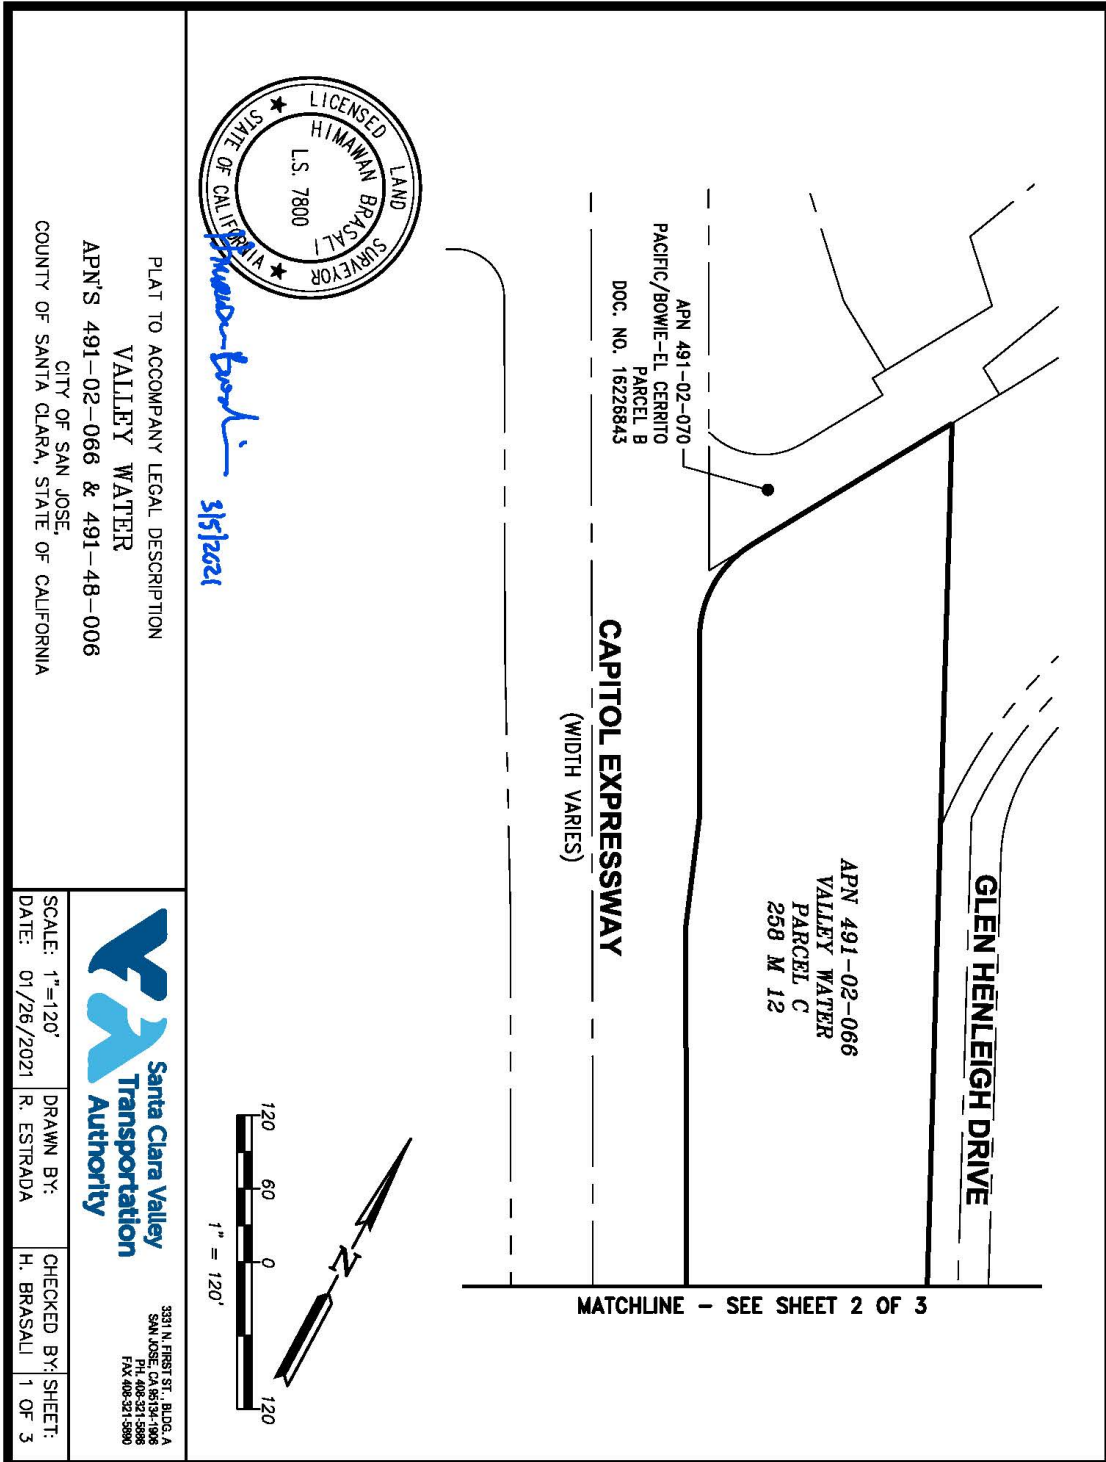 GLEN HENLEIGH DRIVE
APN 491-02-066
VALLEY WATER
PARCEL C
258 M 12
APN 491-02-070
PACIFIC/BOWIE-EL CERRITO
PARCEL B
DOC. NO. 16226843
CAPITOL EXPRESSWAY
(WIDTH VARIES)
MATCHLINE - SEE SHEET 2 OF 3
LICENSED LAND SURVEYOR
HIMAWAN BRASALI
L.S. 7800
STATE OF CALIFORNIA
3/5/2021
N
120 60 0 120
1" = 120'
PLAT TO ACCOMPANY LEGAL DESCRIPTION
VALLEY WATER
APN'S 491-02-066 & 491-48-006
CITY OF SAN JOSE,
COUNTY OF SANTA CLARA, STATE OF CALIFORNIA
Santa Clara Valley
Transportation
Authority
3331 N. FIRST ST., BLDG. A
SAN JOSE, CA 95134-1906
PH. 408-321-5886
FAX 408-321-5890
SCALE: 1"=120'
DATE: 01/26/2021
DRAWN BY:
R. ESTRADA
CHECKED BY:
H. BRASALI
SHEET:
1 OF 3